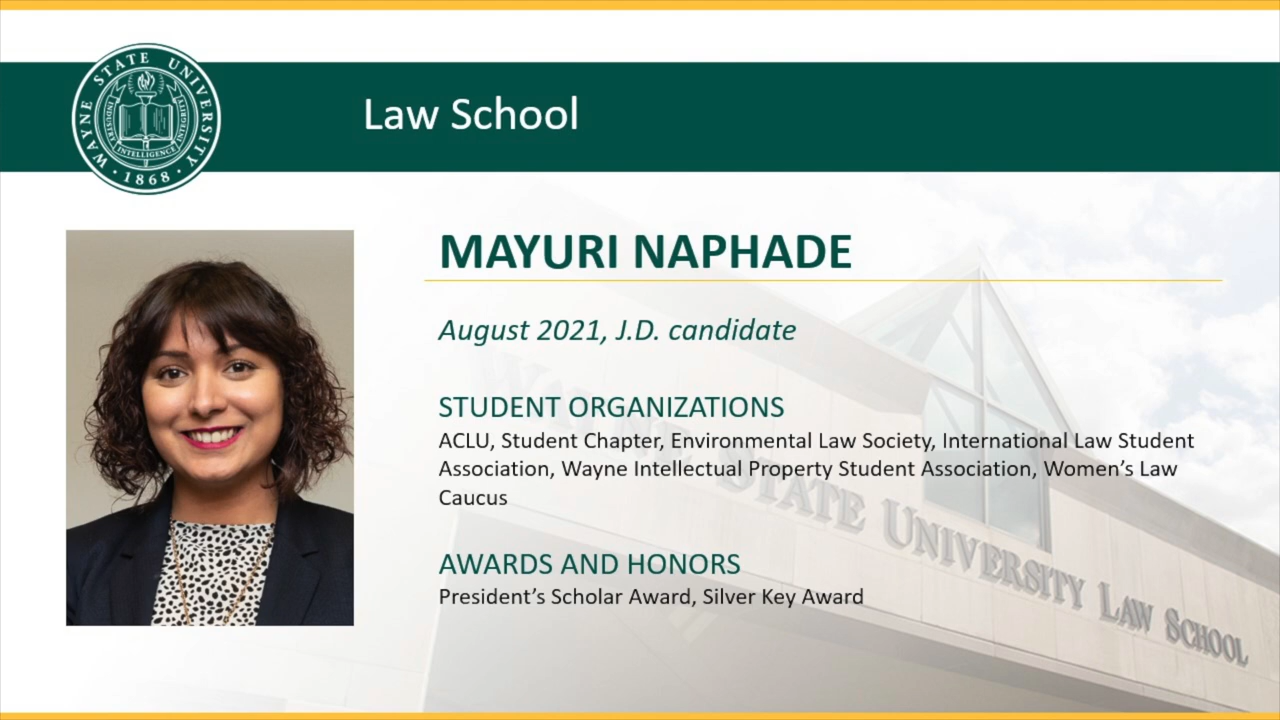 WAYNE STATE UNIVERSITY
INDUSTRY INTELLIGENCE INTEGRITY
· 1868 ·
Law School
MAYURI NAPHADE
August 2021, J.D. candidate
STUDENT ORGANIZATIONS
ACLU, Student Chapter, Environmental Law Society, International Law Student
Association, Wayne Intellectual Property Student Association, Women’s Law
Caucus
AWARDS AND HONORS
President’s Scholar Award, Silver Key Award
WAYNE STATE UNIVERSITY LAW SCHOOL